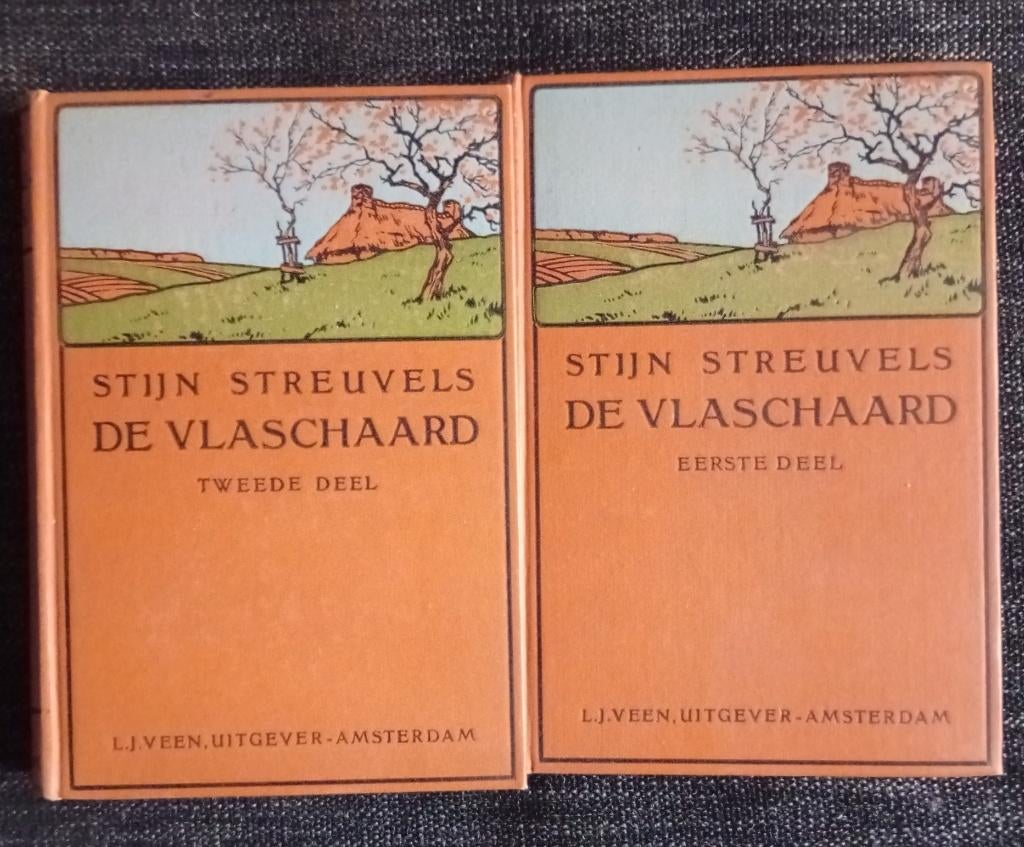 STIJN STREUVELS
DE VLASCHAARD
TWEEDE DEEL
L.J. VEEN, UITGEVER-AMSTERDAM
STIJN STREUVELS
DE VLASCHAARD
EERSTE DEEL
L.J. VEEN, UITGEVER-AMSTERDAM